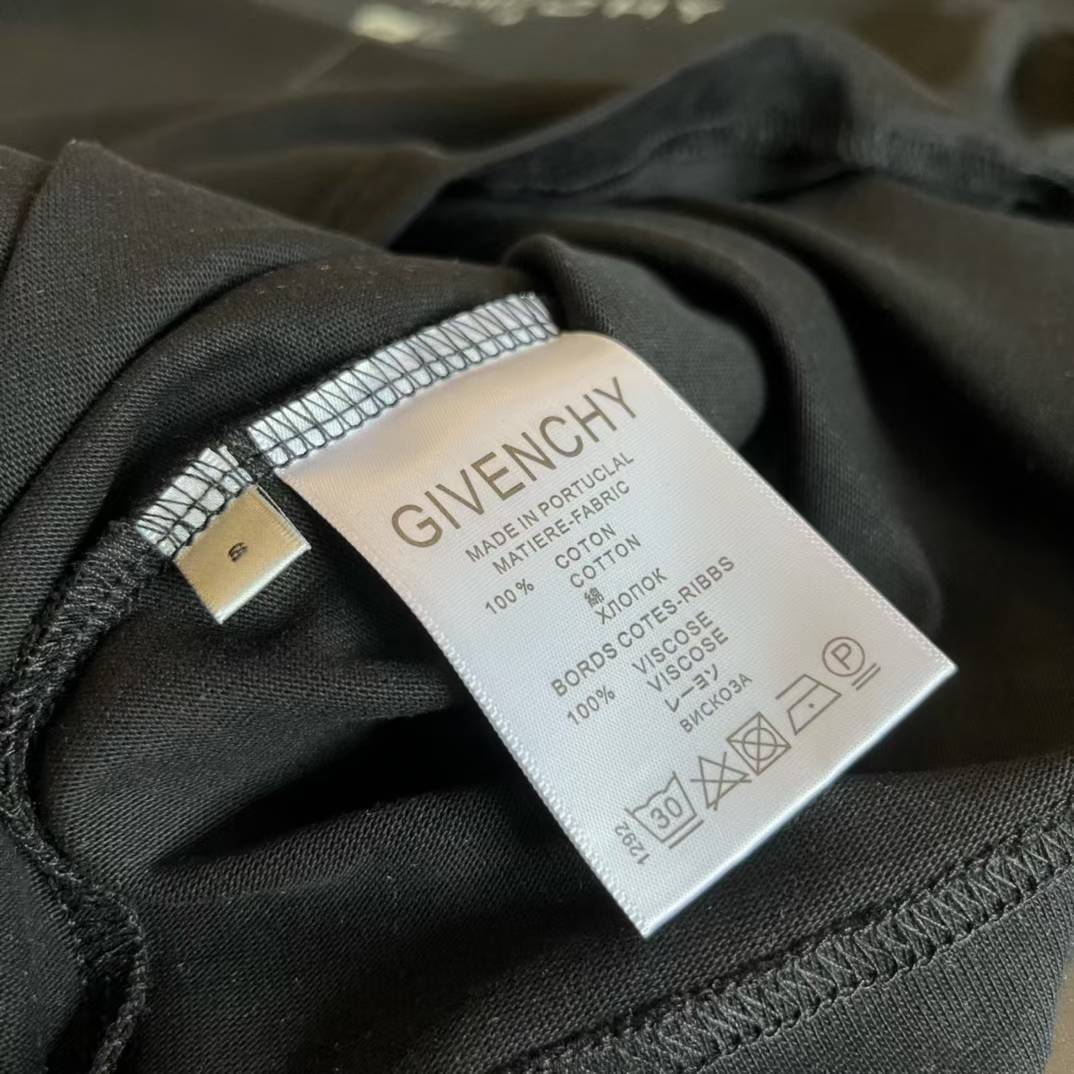 GIVENCHY
MADE IN PORTUCLAL
MATIERE-FABRIC
100% COTON
COTTON
綿
ХЛОПОК
BORDS COTES-RIBBS
100% VISCOSE
VISCOSE
レーヨン
ВИСКОЗА
1292
30
P